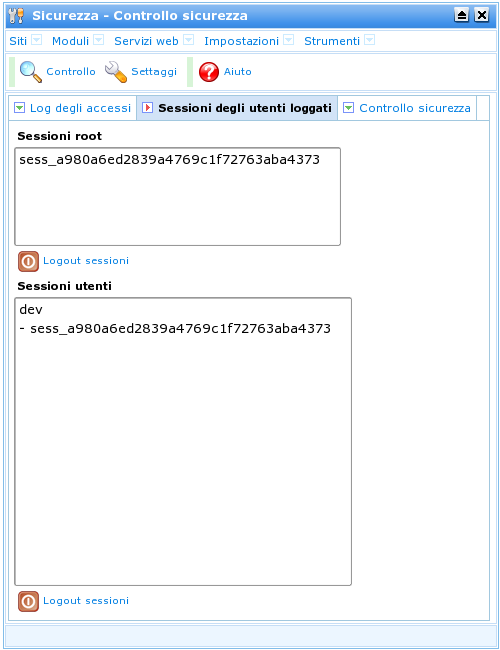 Sicurezza - Controllo sicurezza
Siti Moduli Servizi web Impostazioni Strumenti
Controllo Settaggi Aiuto
Log degli accessi Sessioni degli utenti loggati Controllo sicurezza
Sessioni root
sess_a980a6ed2839a4769c1f72763aba4373
Logout sessioni
Sessioni utenti
dev
- sess_a980a6ed2839a4769c1f72763aba4373
Logout sessioni